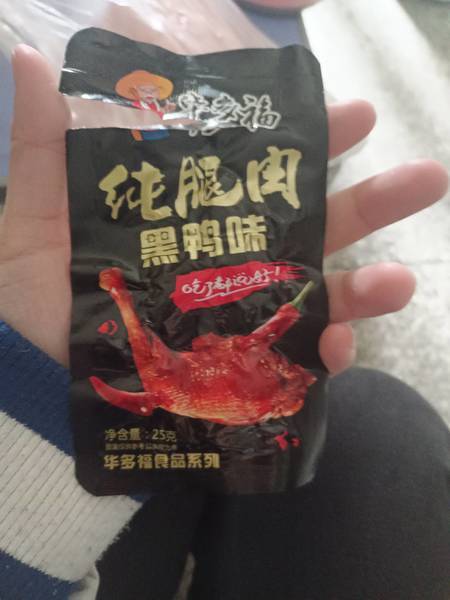 华多福
纯腿肉
黑鸭味
吃了都说好！
净含量：25克
华多福食品系列